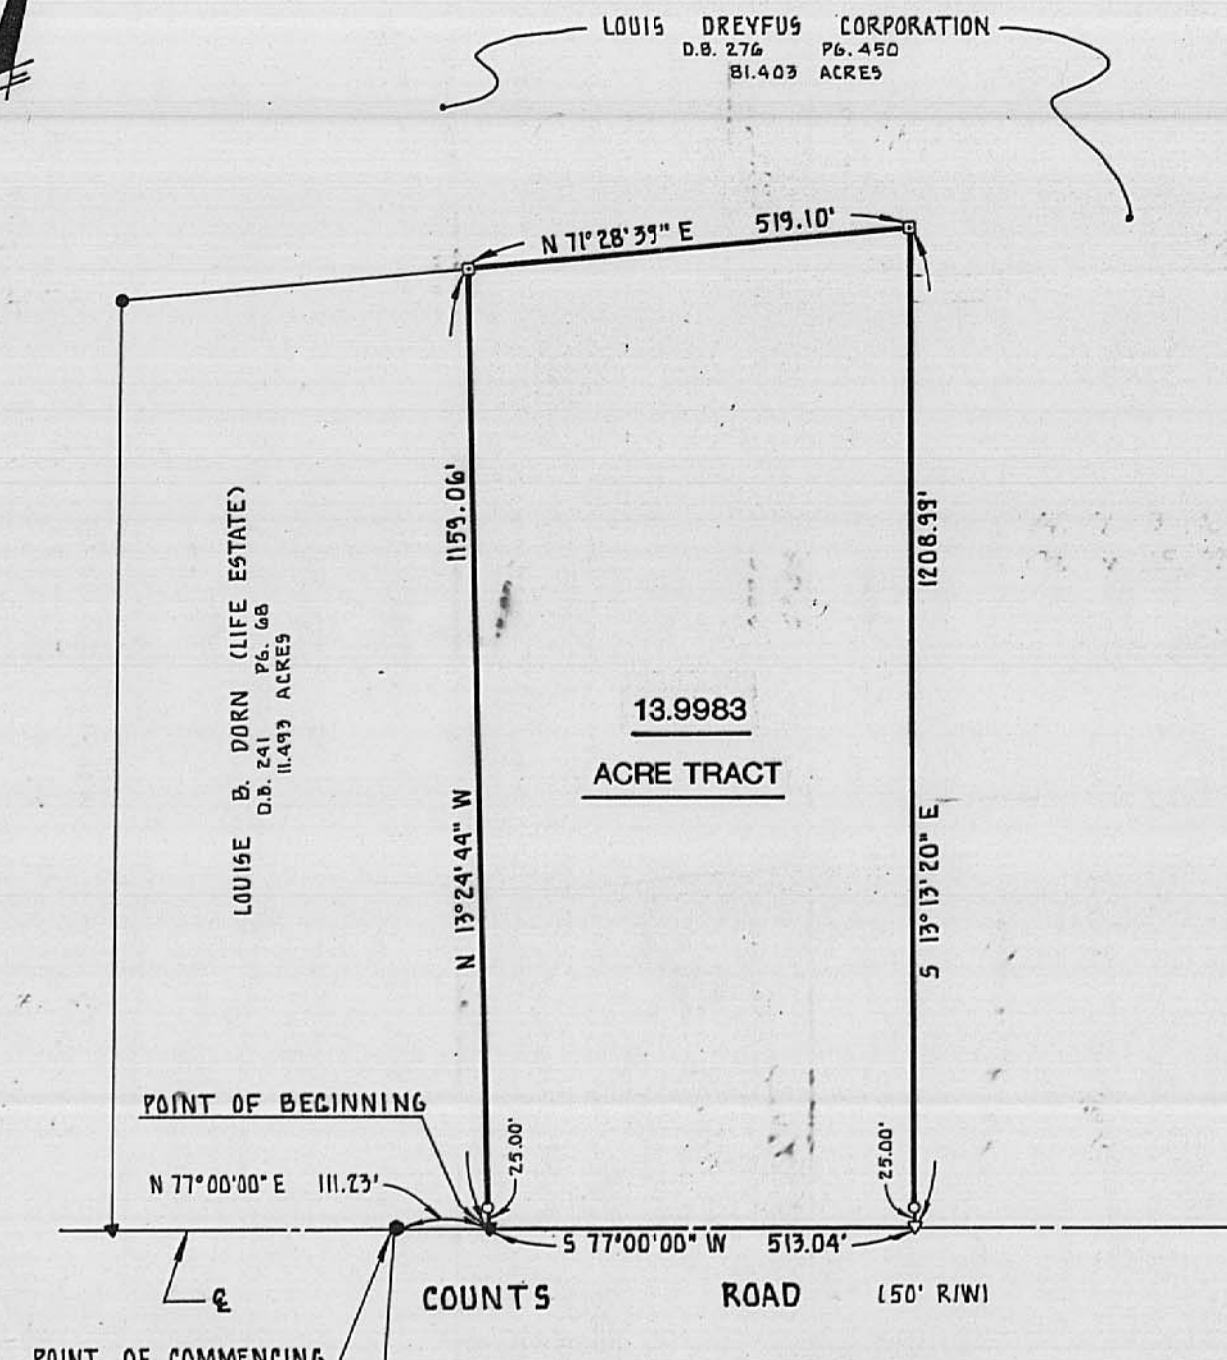 LOUIS DREYFUS CORPORATION
D.B. 276 PG. 450
81.403 ACRES
N 71°28'39" E 519.10'
1159.06'
N 13°24'44" W
1208.99'
S 13°13'20" E
LOUISE B. DORN (LIFE ESTATE)
D.B. 241 PG. 68
11.493 ACRES
13.9983
ACRE TRACT
POINT OF BEGINNING
25.00'
25.00'
N 77°00'00" E 111.23'
S 77°00'00" W 513.04'
℄
COUNTS ROAD (50' R/W)
POINT OF COMMENCING